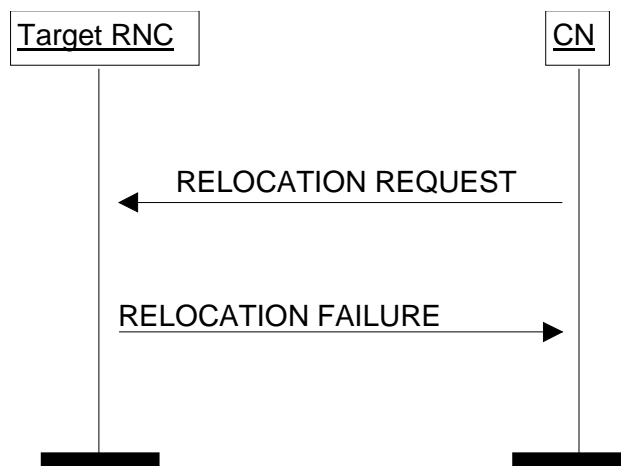 Target RNC
CN
RELOCATION REQUEST
RELOCATION FAILURE